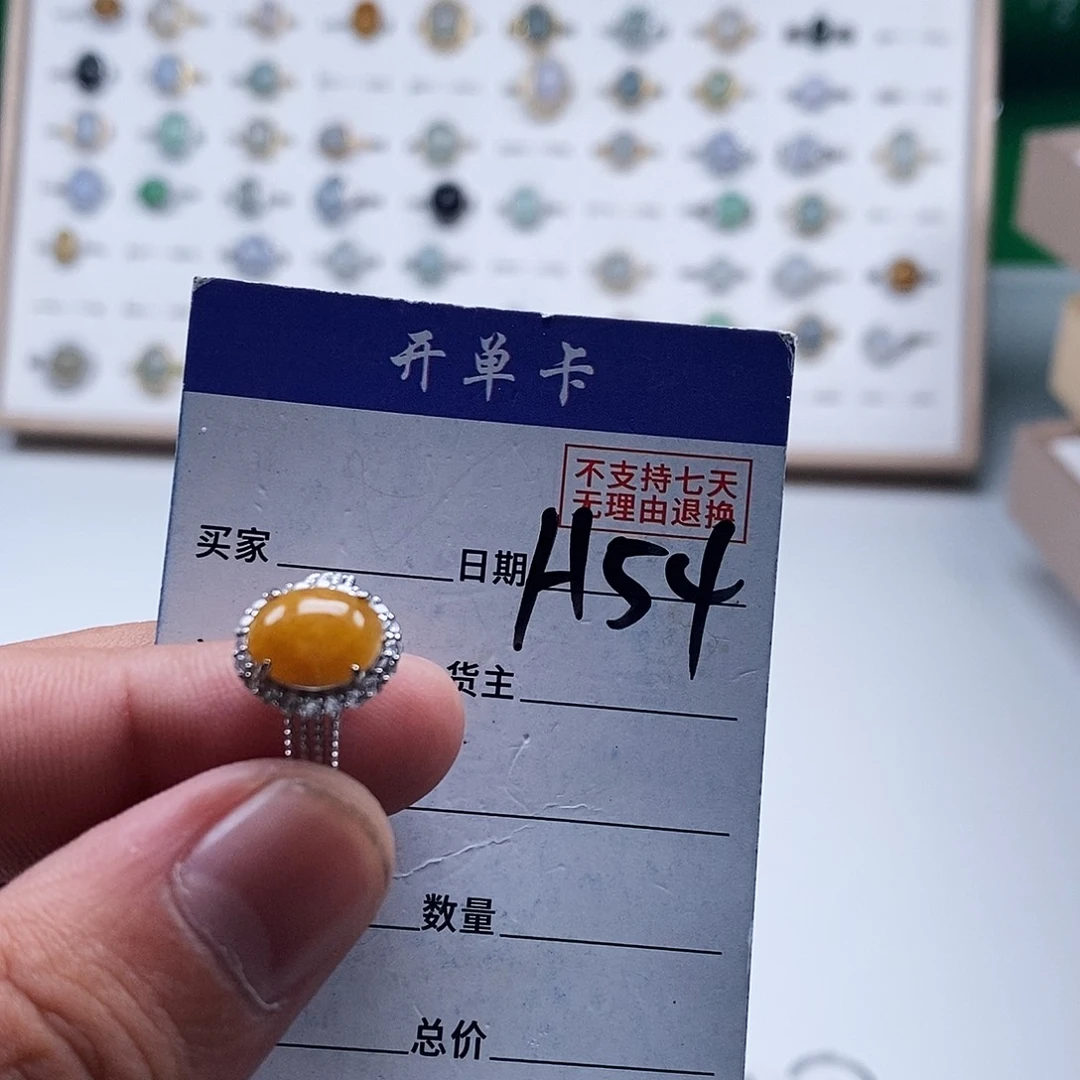 开单卡
不支持七天
无理由退换
买家 日期 H54
货主
数量
总价